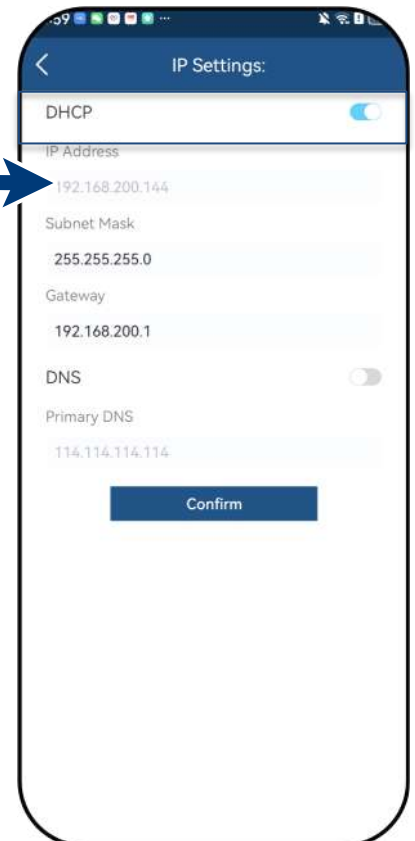 :59 ...
IP Settings:
DHCP
IP Address
192.168.200.144
Subnet Mask
255.255.255.0
Gateway
192.168.200.1
DNS
Primary DNS
114.114.114.114
Confirm